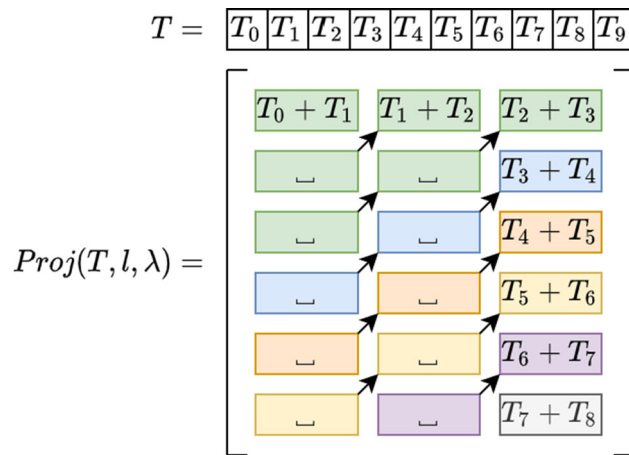 T = T₀ T₁ T₂ T₃ T₄ T₅ T₆ T₇ T₈ T₉
T₀ + T₁ T₁ + T₂ T₂ + T₃
␣ ␣ T₃ + T₄
␣ ␣ T₄ + T₅
Proj(T, l, λ) =
␣ ␣ T₅ + T₆
␣ ␣ T₆ + T₇
␣ ␣ T₇ + T₈